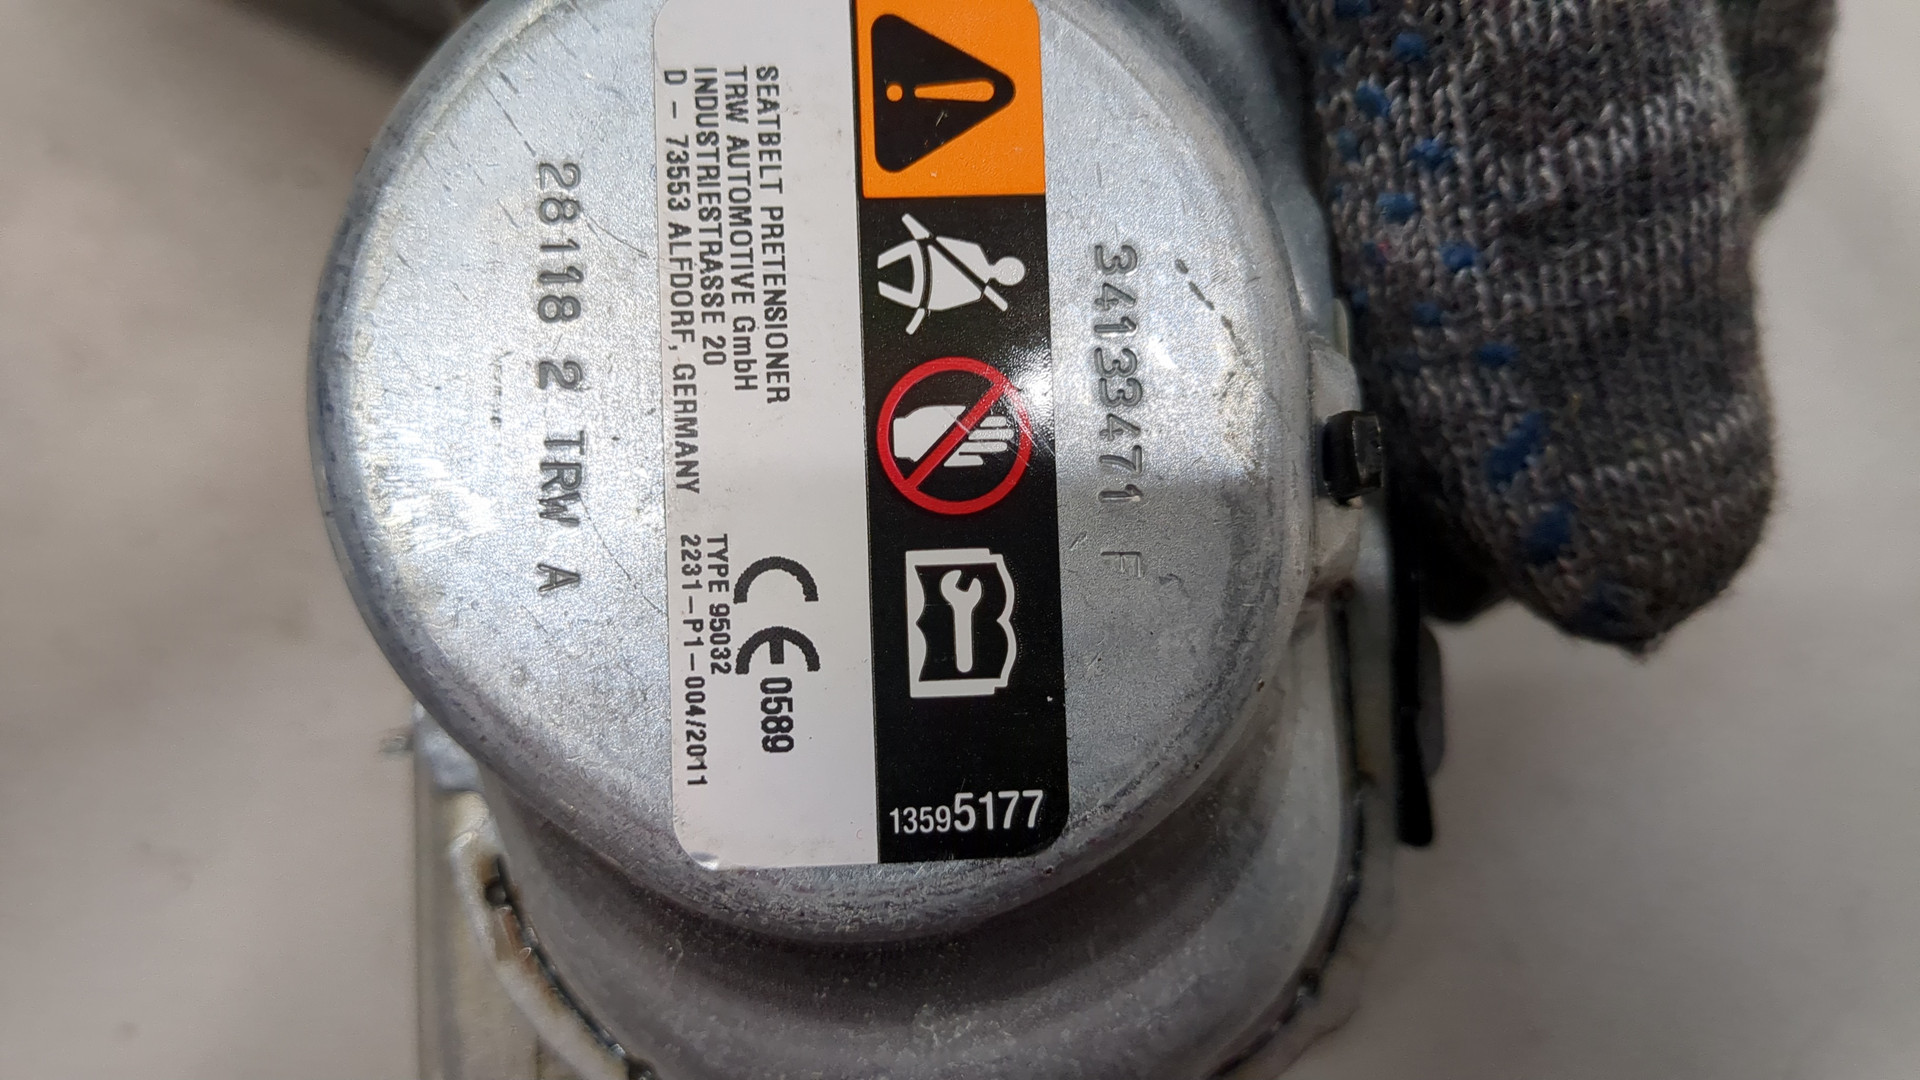 34133471 F
SEATBELT PRETENSIONER
TRW AUTOMOTIVE GmbH
INDUSTRIESTRASSE 20
D - 73553 ALFDORF, GERMANY
CE 0589
TYPE 95032
2231-P1-004/2011
28118 2 TRW A
13595177